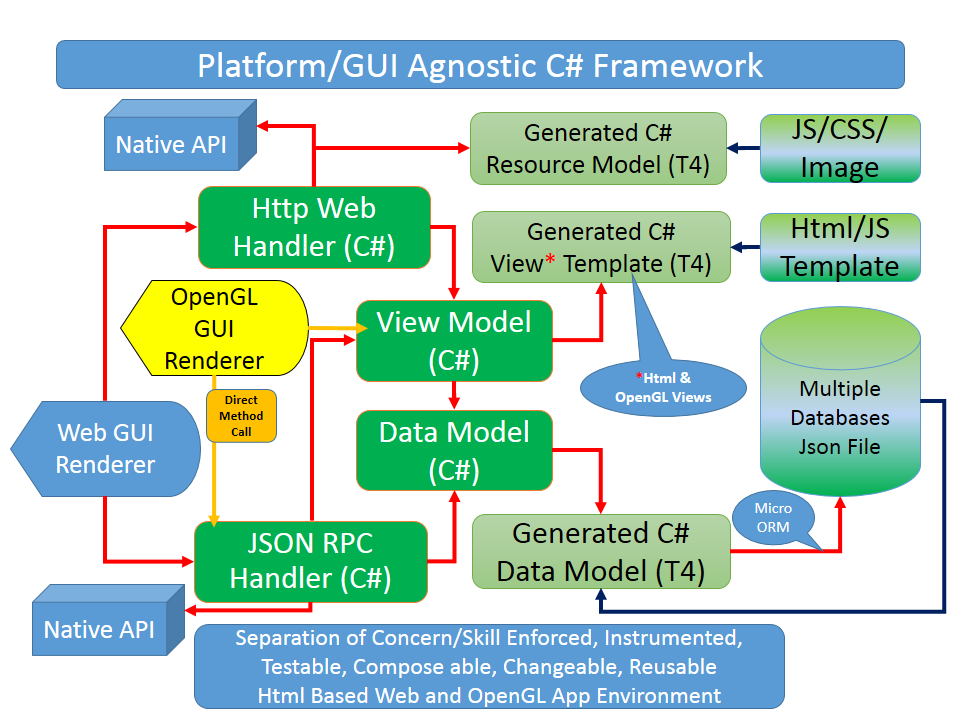 Platform/GUI Agnostic C# Framework
Native API
Generated C#
Resource Model (T4)
JS/CSS/
Image
Http Web
Handler (C#)
Generated C#
View* Template (T4)
Html/JS
Template
OpenGL
GUI
Renderer
View Model
(C#)
*Html &
OpenGL Views
Multiple
Databases
Json File
Direct
Method
Call
Web GUI
Renderer
Data Model
(C#)
Micro
ORM
Generated C#
Data Model (T4)
JSON RPC
Handler (C#)
Native API
Separation of Concern/Skill Enforced, Instrumented,
Testable, Compose able, Changeable, Reusable
Html Based Web and OpenGL App Environment